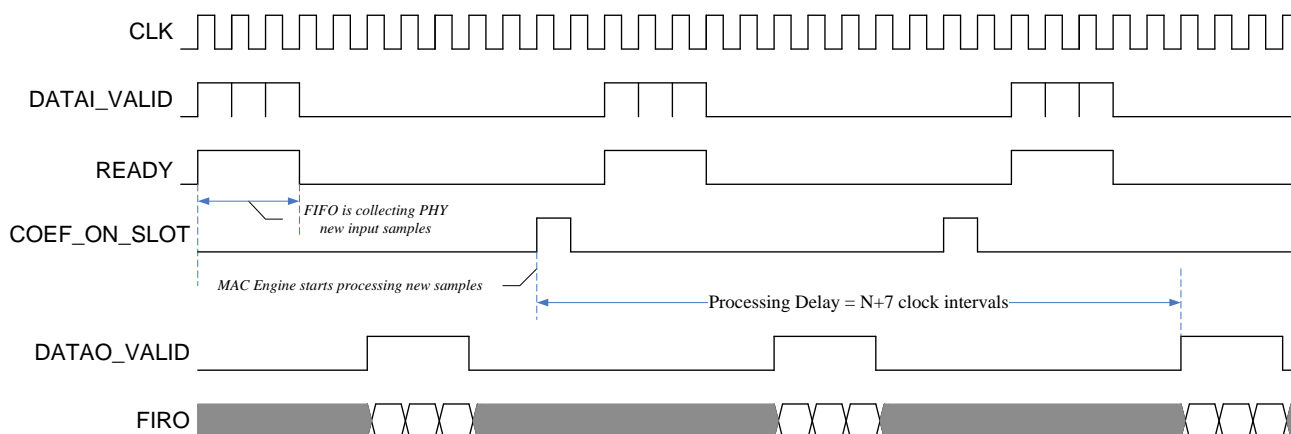 CLK
DATAI_VALID
READY
FIFO is collecting PHY
new input samples
COEF_ON_SLOT
MAC Engine starts processing new samples
Processing Delay = N+7 clock intervals
DATAO_VALID
FIRO